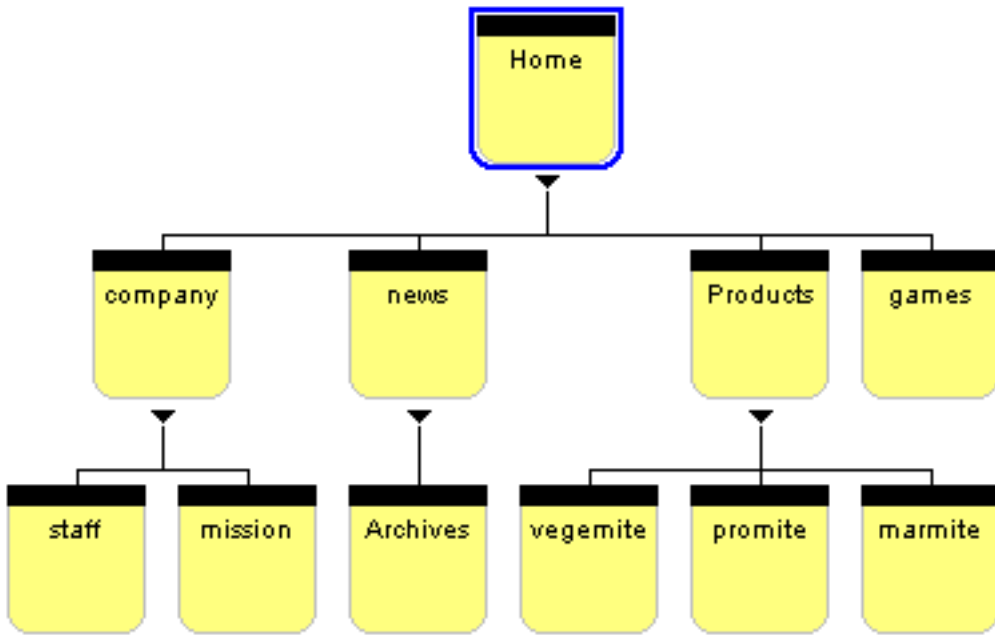 Home
company
news
Products
games
staff
mission
Archives
vegemite
promite
marmite